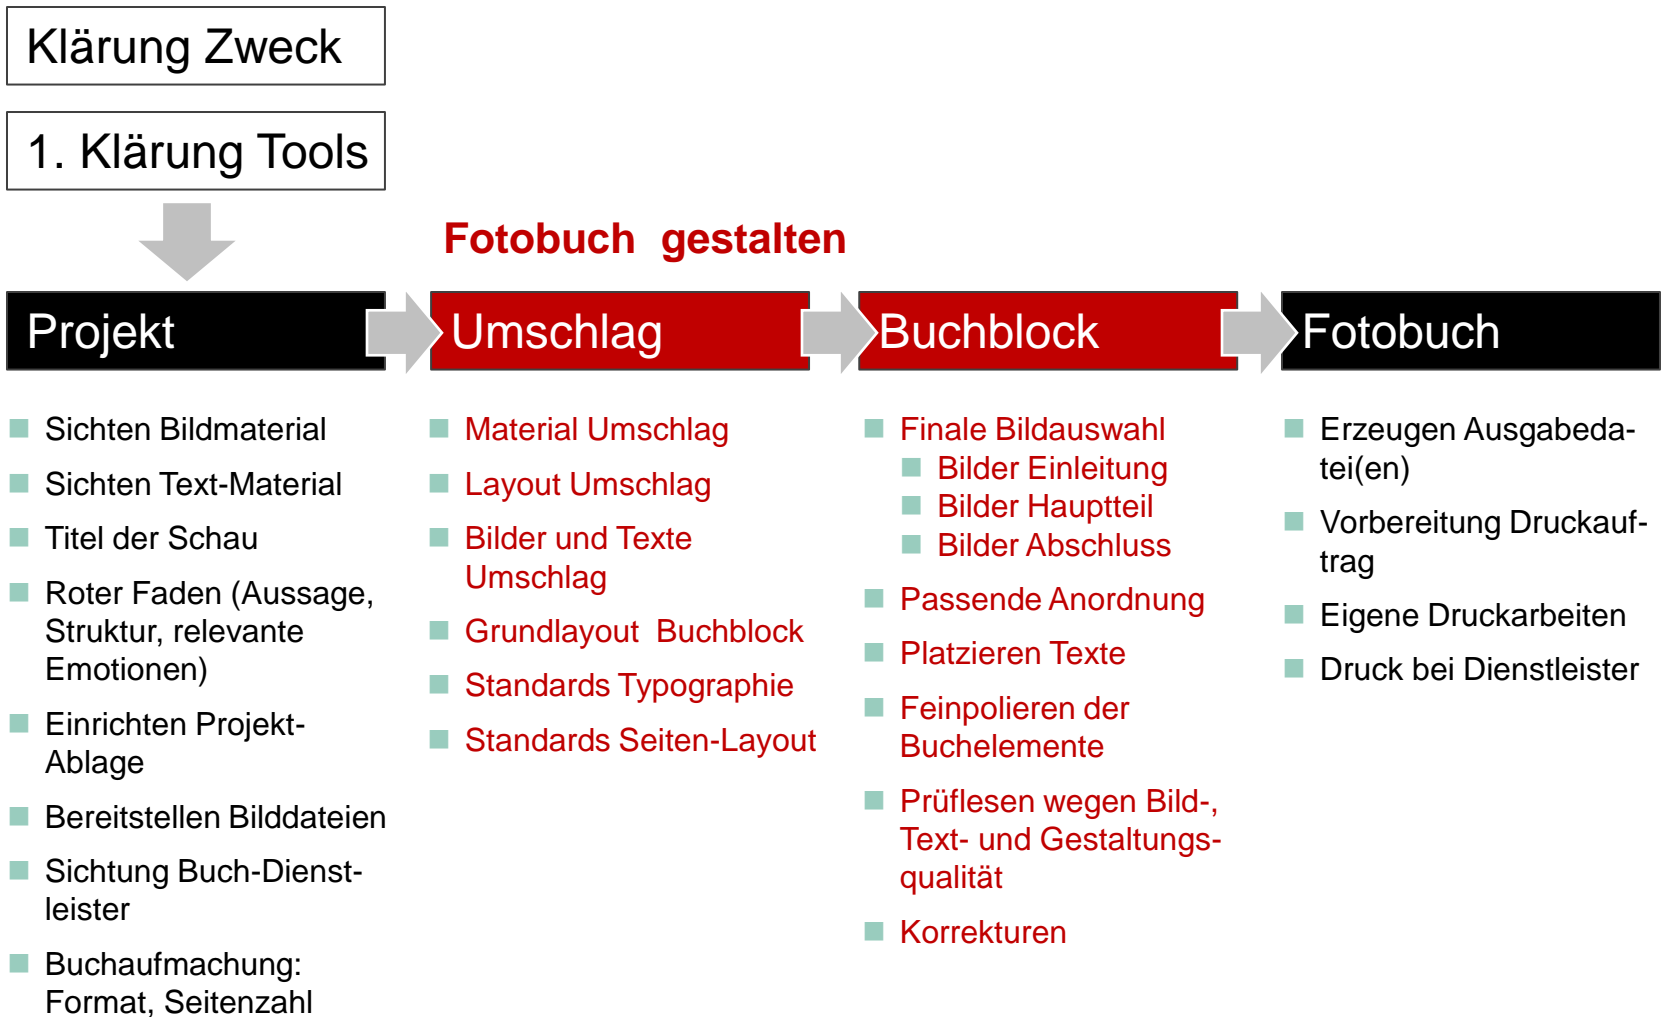 Klärung Zweck
1. Klärung Tools
Fotobuch gestalten
Projekt
Umschlag
Buchblock
Fotobuch
Sichten Bildmaterial
Sichten Text-Material
Titel der Schau
Roter Faden (Aussage,
Struktur, relevante
Emotionen)
Einrichten Projekt-
Ablage
Bereitstellen Bilddateien
Sichtung Buch-Dienst-
leister
Buchaufmachung:
Format, Seitenzahl
Material Umschlag
Layout Umschlag
Bilder und Texte
Umschlag
Grundlayout Buchblock
Standards Typographie
Standards Seiten-Layout
Finale Bildauswahl
Bilder Einleitung
Bilder Hauptteil
Bilder Abschluss
Passende Anordnung
Platzieren Texte
Feinpolieren der
Buchelemente
Prüflesen wegen Bild-,
Text- und Gestaltungs-
qualität
Korrekturen
Erzeugen Ausgabeda-
tei(en)
Vorbereitung Druckauf-
trag
Eigene Druckarbeiten
Druck bei Dienstleister